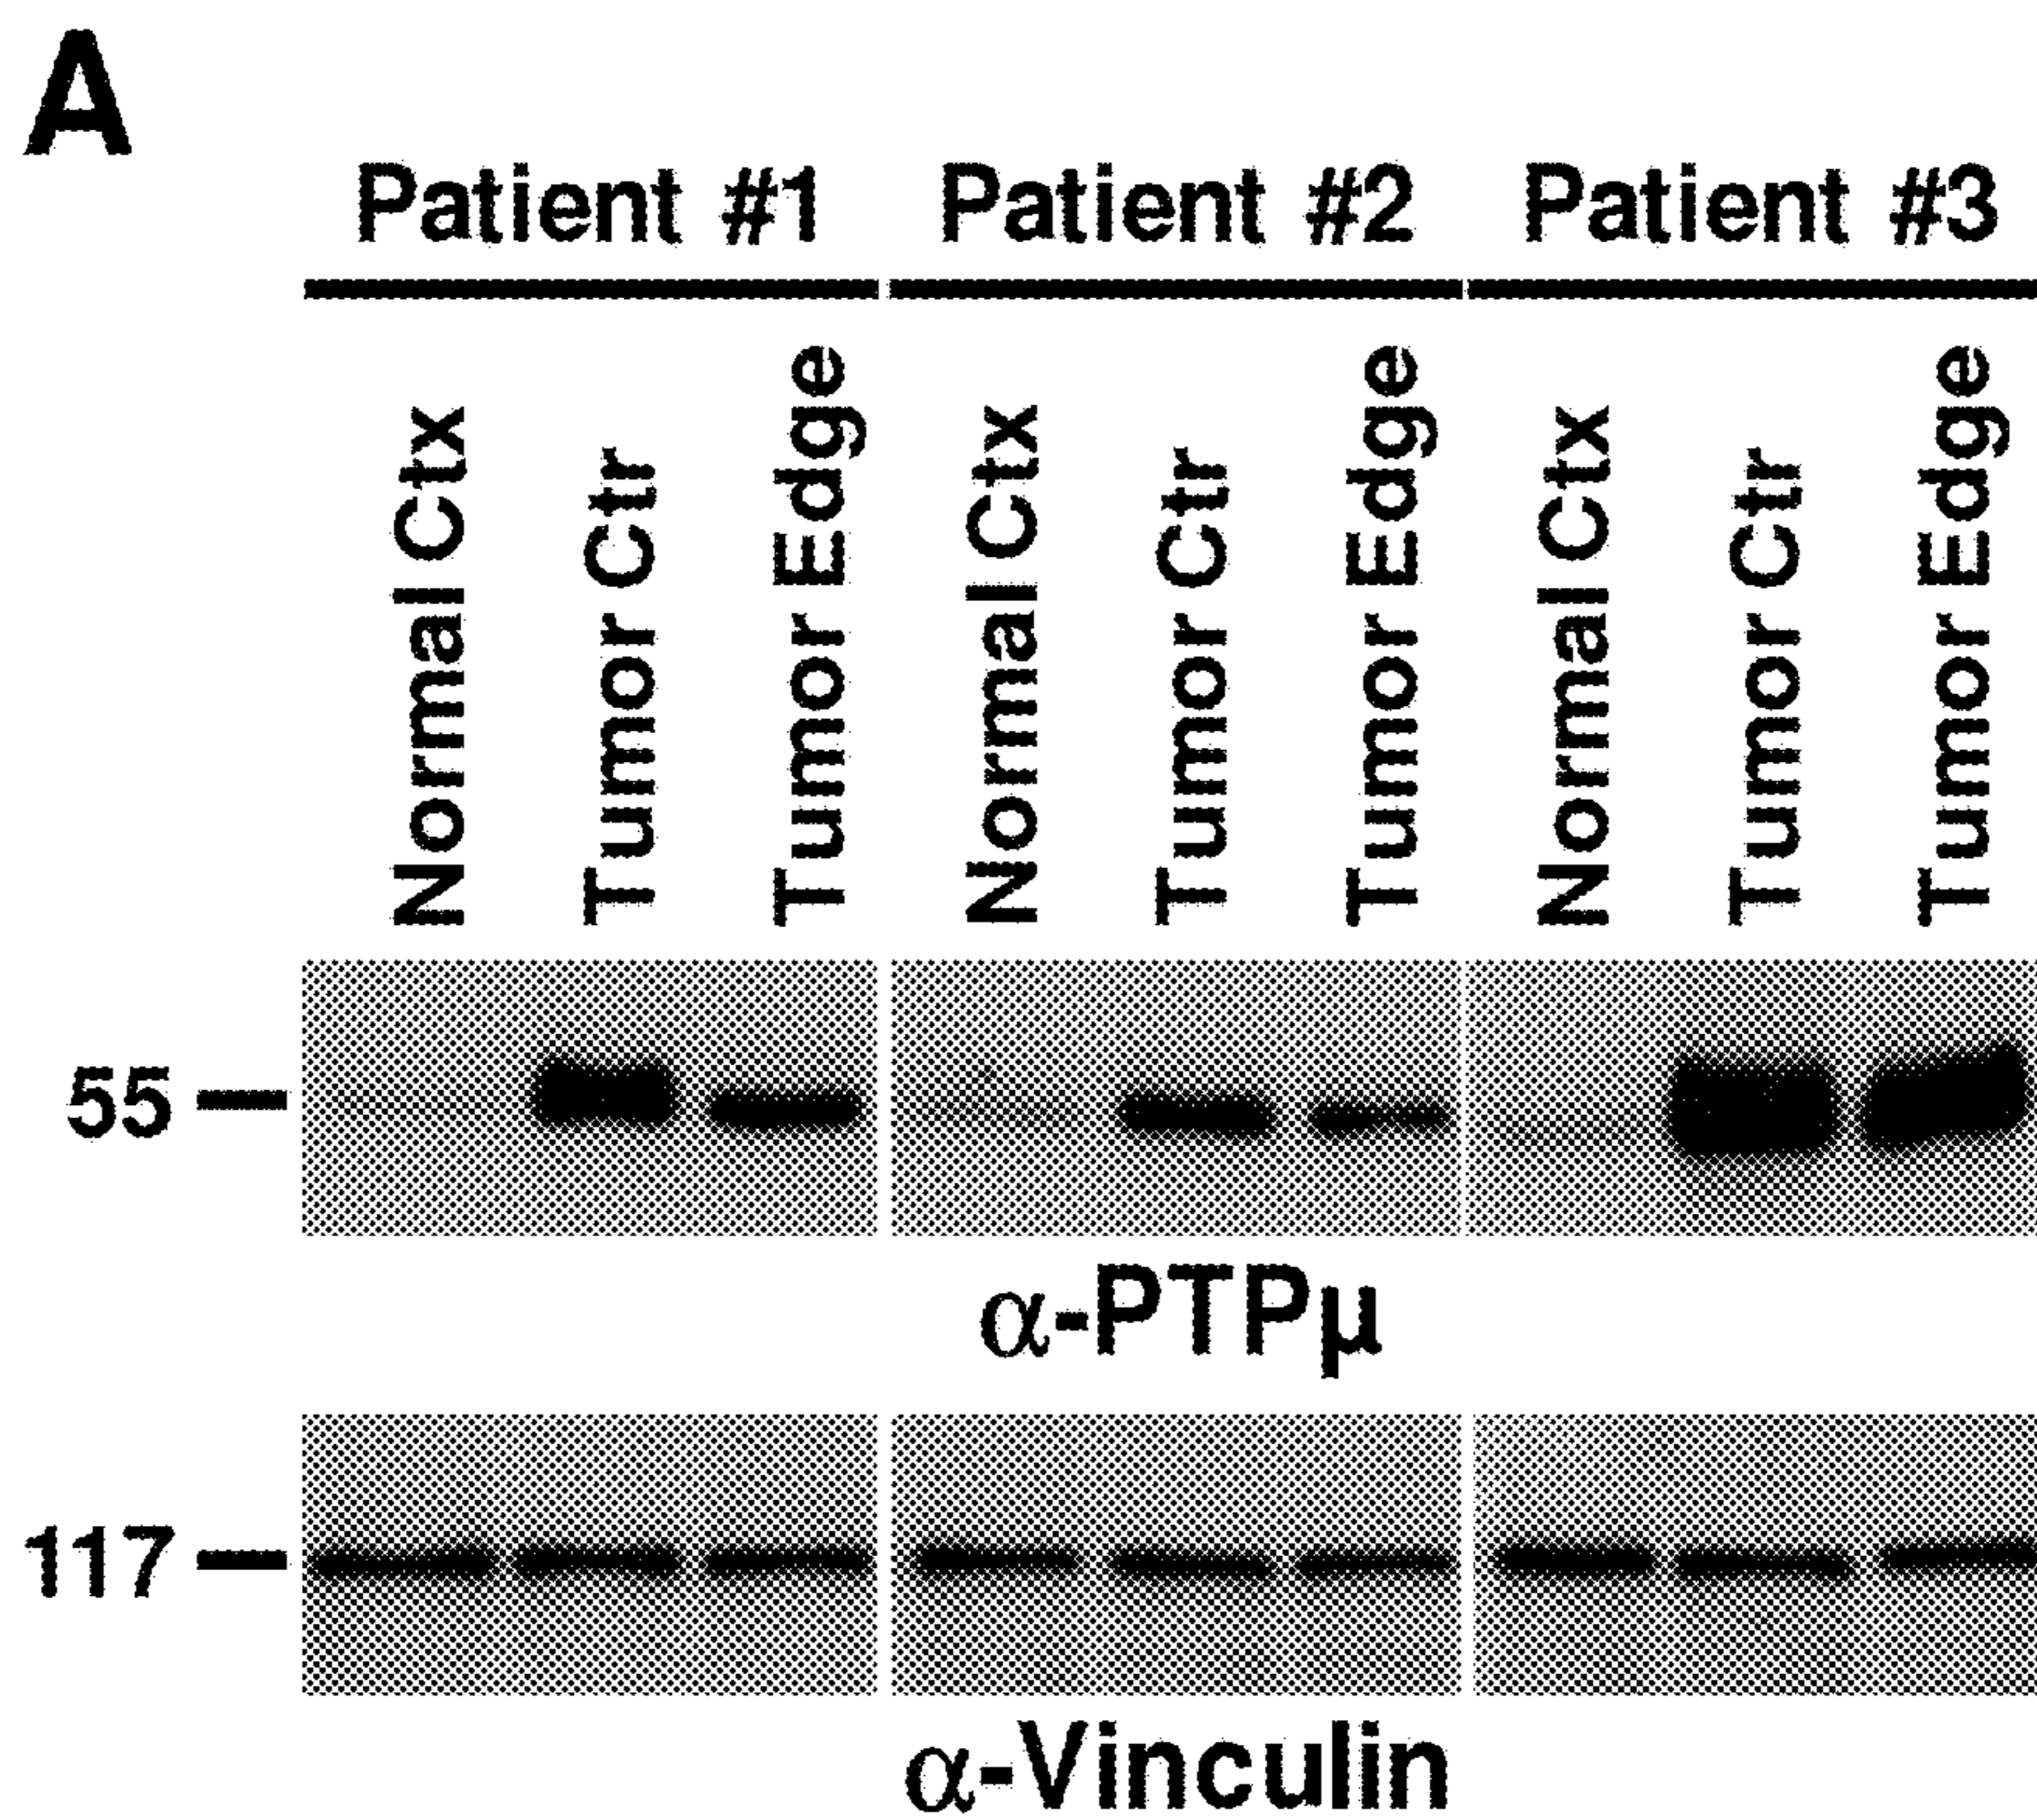 A
Patient #1 Patient #2 Patient #3
Normal Ctx Tumor Ctr Tumor Edge Normal Ctx Tumor Ctr Tumor Edge Normal Ctx Tumor Ctr Tumor Edge
55
α-PTPµ
117
α-Vinculin